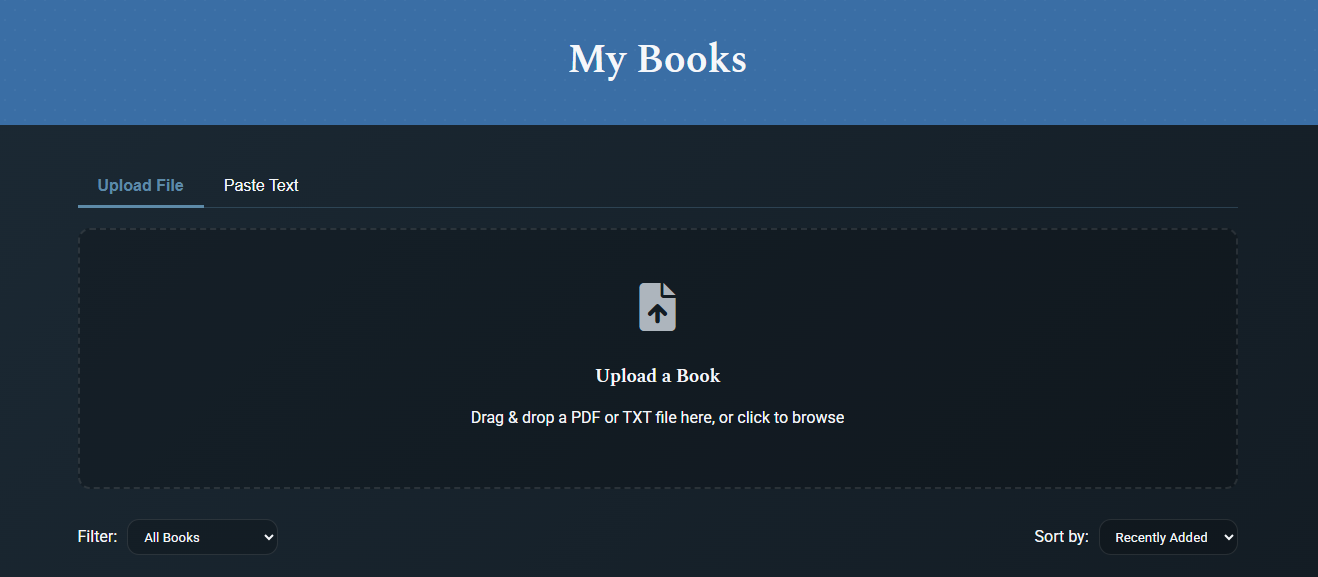 My Books
Upload File
Paste Text
Upload a Book
Drag & drop a PDF or TXT file here, or click to browse
Filter: All Books
Sort by: Recently Added